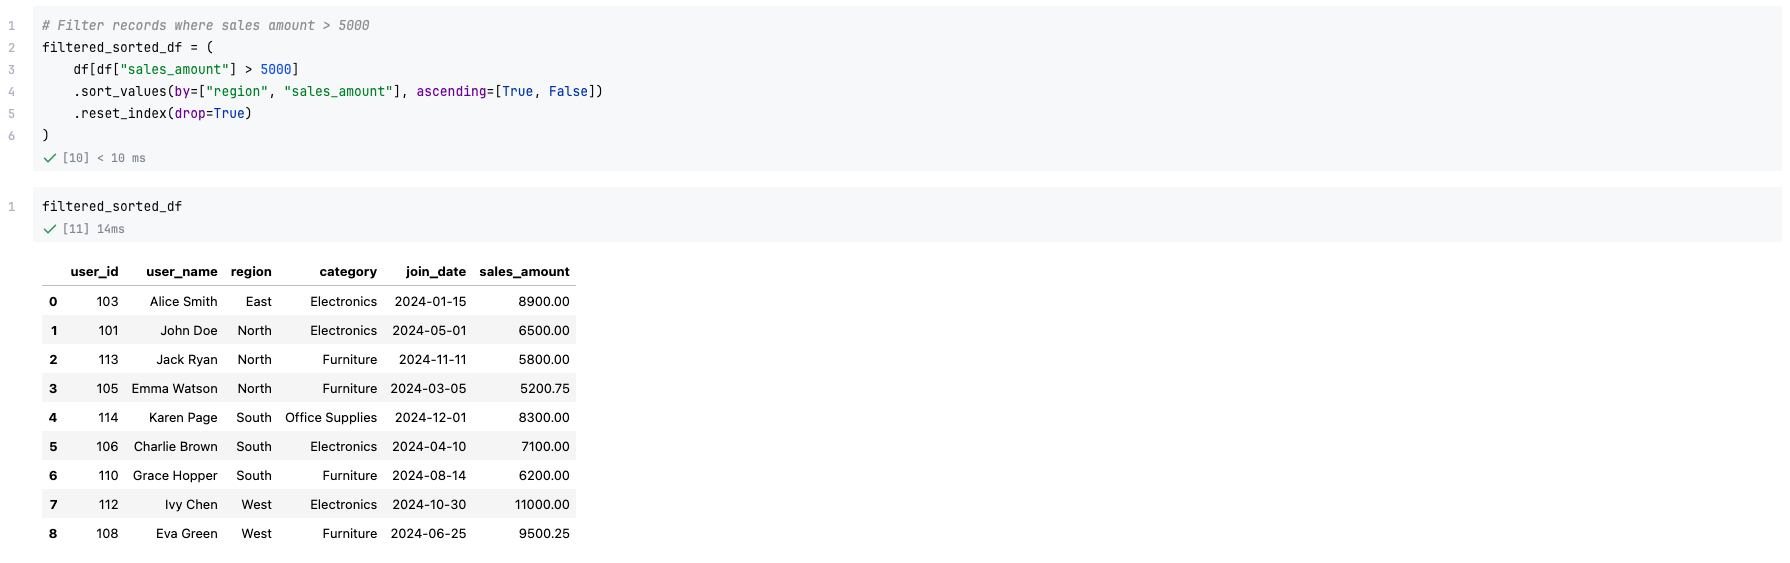 1 # Filter records where sales amount > 5000
2 filtered_sorted_df = (
3     df[df["sales_amount"] > 5000]
4     .sort_values(by=["region", "sales_amount"], ascending=[True, False])
5     .reset_index(drop=True)
6 )
[10] < 10 ms
1 filtered_sorted_df
[11] 14ms
user_id user_name region category join_date sales_amount
0 103 Alice Smith East Electronics 2024-01-15 8900.00
1 101 John Doe North Electronics 2024-05-01 6500.00
2 113 Jack Ryan North Furniture 2024-11-11 5800.00
3 105 Emma Watson North Furniture 2024-03-05 5200.75
4 114 Karen Page South Office Supplies 2024-12-01 8300.00
5 106 Charlie Brown South Electronics 2024-04-10 7100.00
6 110 Grace Hopper South Furniture 2024-08-14 6200.00
7 112 Ivy Chen West Electronics 2024-10-30 11000.00
8 108 Eva Green West Furniture 2024-06-25 9500.25